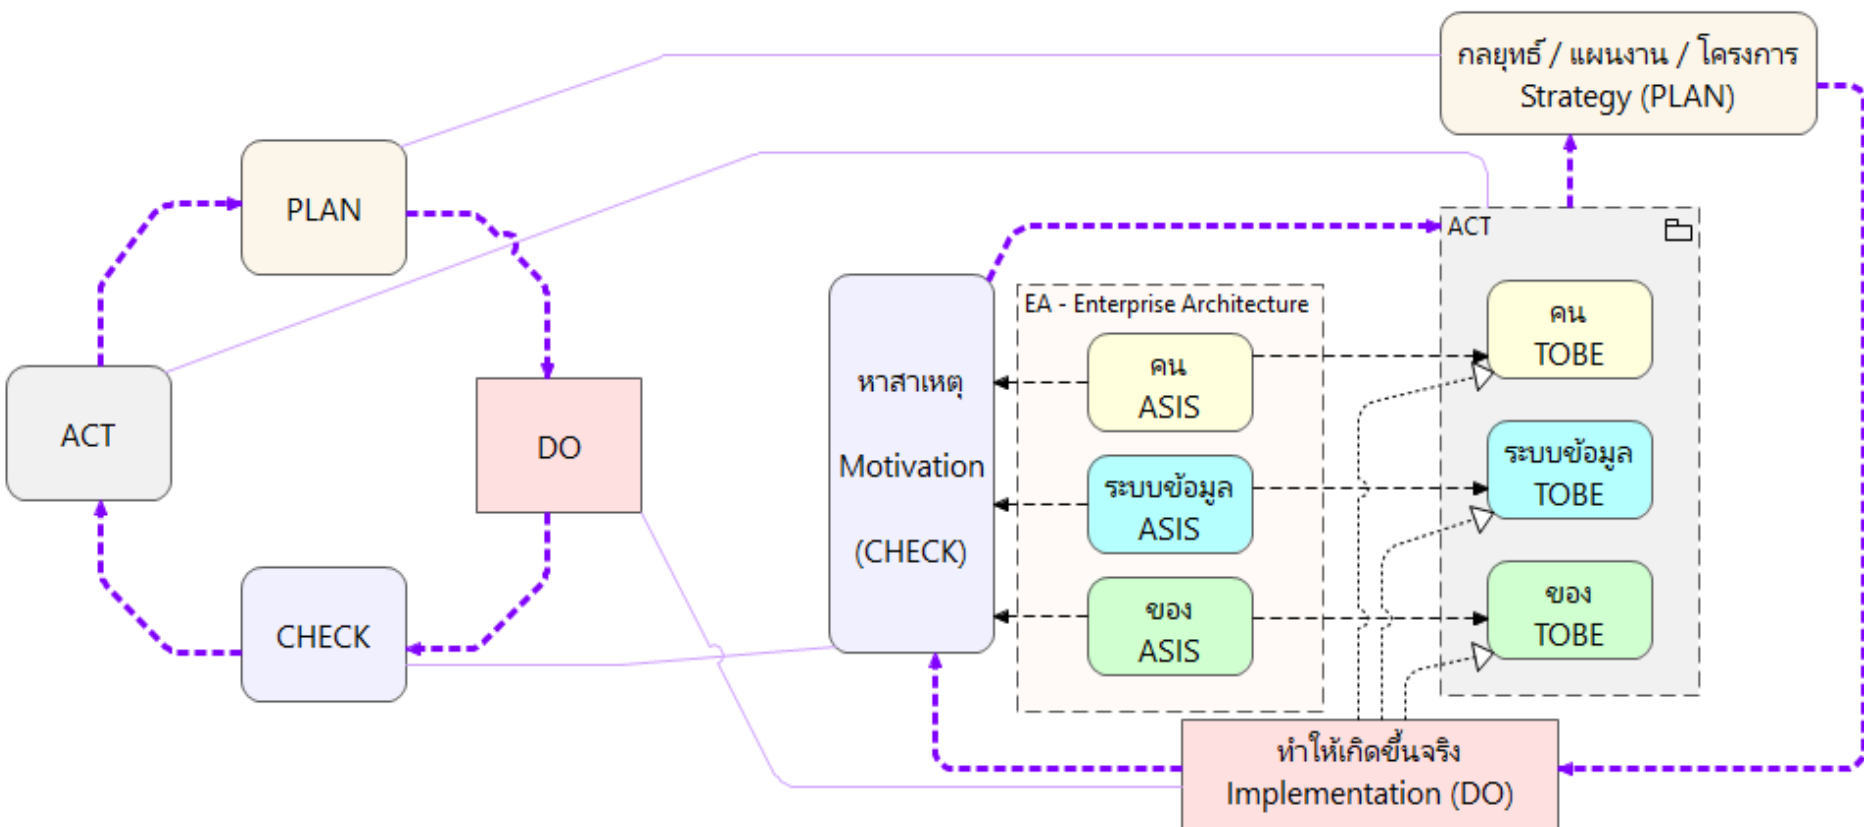 PLAN
DO
CHECK
ACT
กลยุทธ์ / แผนงาน / โครงการ
Strategy (PLAN)
ACT
คน
TOBE
ระบบข้อมูล
TOBE
ของ
TOBE
EA - Enterprise Architecture
คน
ASIS
ระบบข้อมูล
ASIS
ของ
ASIS
หาสาเหตุ
Motivation
(CHECK)
ทำให้เกิดขึ้นจริง
Implementation (DO)